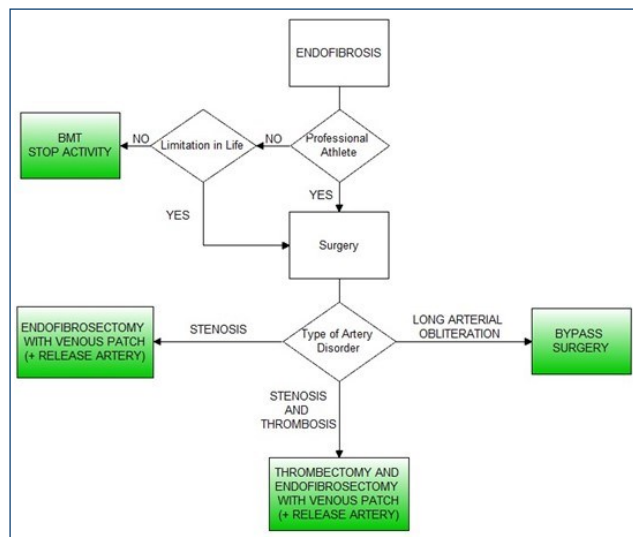 ENDOFIBROSIS
Professional
Athlete
NO
Limitation in Life
NO
BMT
STOP ACTIVITY
YES
YES
Surgery
Type of Artery
Disorder
STENOSIS
ENDOFIBROSECTOMY
WITH VENOUS PATCH
(+ RELEASE ARTERY)
LONG ARTERIAL
OBLITERATION
BYPASS
SURGERY
STENOSIS
AND
THROMBOSIS
THROMBECTOMY AND
ENDOFIBROSECTOMY
WITH VENOUS PATCH
(+ RELEASE ARTERY)